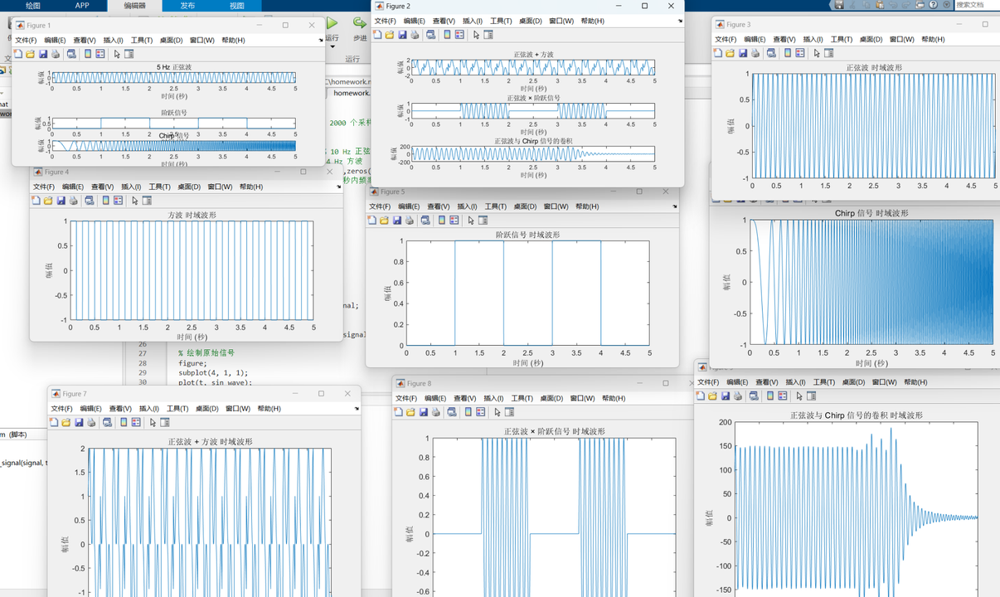 绘图 APP 编辑器 发布 视图
搜索文档
Figure 1
文件(F) 编辑(E) 查看(V) 插入(I) 工具(T) 桌面(D) 窗口(W) 帮助(H)
5 Hz 正弦波
幅值
1
0
-1
0 0.5 1 1.5 2 2.5 3 3.5 4 4.5 5
时间 (秒)
阶跃信号
幅值
1
0.5
0
0 0.5 1 1.5 2 2.5 3 3.5 4 4.5 5
Chirp 信号
幅值
1
0
-1
0 0.5 1 1.5 2 2.5 3 3.5 4 4.5 5
时间 (秒)
运行 步进
运行
Figure 2
文件(F) 编辑(E) 查看(V) 插入(I) 工具(T) 桌面(D) 窗口(W) 帮助(H)
正弦波 + 方波
幅值
2
0
-2
0 0.5 1 1.5 2 2.5 3 3.5 4 4.5 5
时间 (秒)
正弦波 × 阶跃信号
幅值
1
0
-1
0 0.5 1 1.5 2 2.5 3 3.5 4 4.5 5
时间 (秒)
正弦波与 Chirp 信号的卷积
幅值
200
0
-200
0 0.5 1 1.5 2 2.5 3 3.5 4 4.5 5
时间 (秒)
Figure 3
文件(F) 编辑(E) 查看(V) 插入(I) 工具(T) 桌面(D) 窗口(W) 帮助(H)
正弦波 时域波形
幅值
1
0.5
0
-0.5
-1
0 0.5 1 1.5 2 2.5 3 3.5 4 4.5 5
C\homework.m
homework.
2000 个采样
% 10 Hz 正弦
4 Hz 方波
,zeros(
秒内频率
Figure 4
文件(F) 编辑(E) 查看(V) 插入(I) 工具(T) 桌面(D) 窗口(W) 帮助(H)
方波 时域波形
幅值
1
0.5
0
-0.5
-1
0 0.5 1 1.5 2 2.5 3 3.5 4 4.5 5
时间 (秒)
Figure 5
文件(F) 编辑(E) 查看(V) 插入(I) 工具(T) 桌面(D) 窗口(W) 帮助(H)
阶跃信号 时域波形
幅值
1
0.8
0.6
0.4
0.2
0
0 0.5 1 1.5 2 2.5 3 3.5 4 4.5 5
时间 (秒)
Chirp 信号 时域波形
幅值
1
0.5
0
-0.5
-1
0 0.5 1 1.5 2 2.5 3 3.5 4 4.5 5
时间 (秒)
nal;
signal
26
27 % 绘制原始信号
28 figure;
29 subplot(4, 1, 1);
30 plot(t, sin_wave);
m (脚本)
_signal(signal, t
Figure 7
文件(F) 编辑(E) 查看(V) 插入(I) 工具(T) 桌面(D) 窗口(W) 帮助(H)
正弦波 + 方波 时域波形
幅值
2
1.5
1
0.5
0
-0.5
-1
Figure 8
文件(F) 编辑(E) 查看(V) 插入(I) 工具(T) 桌面(D) 窗口(W) 帮助(H)
正弦波 × 阶跃信号 时域波形
幅值
1
0.8
0.6
0.4
0.2
0
-0.2
-0.4
-0.6
文件(F) 编辑(E) 查看(V) 插入(I) 工具(T) 桌面(D) 窗口(W) 帮助(H)
正弦波与 Chirp 信号的卷积 时域波形
幅值
200
150
100
50
0
-50
-100
-150